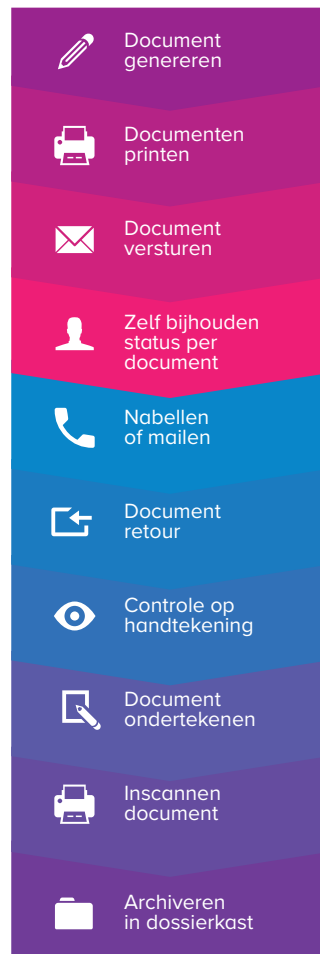 Document
genereren
Documenten
printen
Document
versturen
Zelf bijhouden
status per
document
Nabellen
of mailen
Document
retour
Controle op
handtekening
Document
ondertekenen
Inscannen
document
Archiveren
in dossierkast